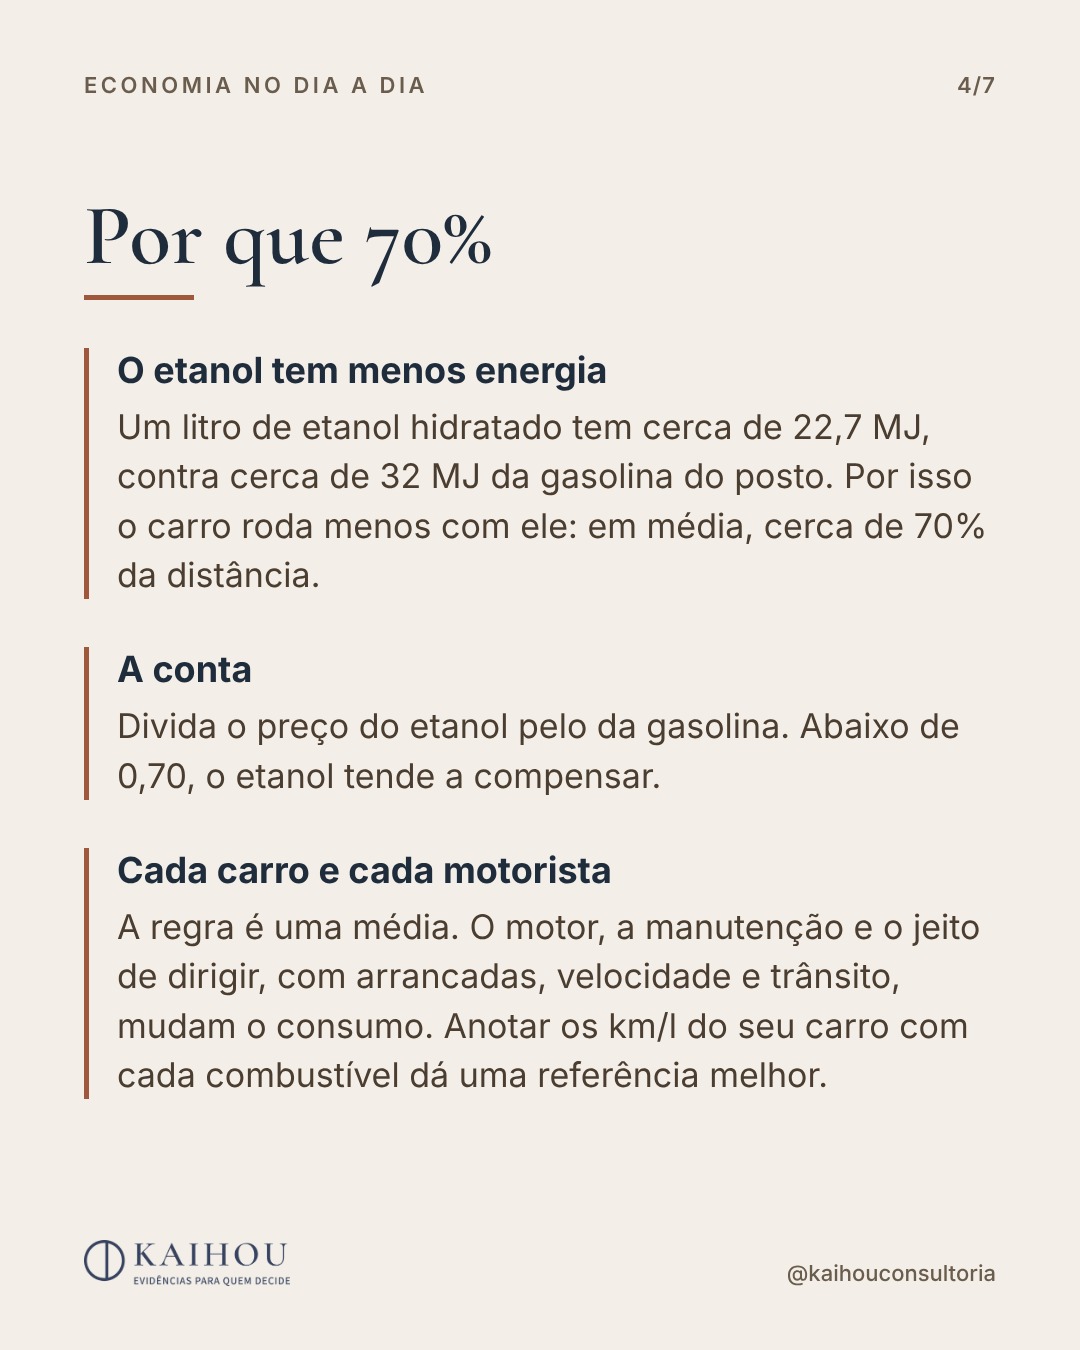 ECONOMIA NO DIA A DIA
4/7
Por que 70%
O etanol tem menos energia
Um litro de etanol hidratado tem cerca de 22,7 MJ,
contra cerca de 32 MJ da gasolina do posto. Por isso
o carro roda menos com ele: em média, cerca de 70%
da distância.
A conta
Divida o preço do etanol pelo da gasolina. Abaixo de
0,70, o etanol tende a compensar.
Cada carro e cada motorista
A regra é uma média. O motor, a manutenção e o jeito
de dirigir, com arrancadas, velocidade e trânsito,
mudam o consumo. Anotar os km/l do seu carro com
cada combustível dá uma referência melhor.
KAIHOU
EVIDÊNCIAS PARA QUEM DECIDE
@kaihouconsultoria